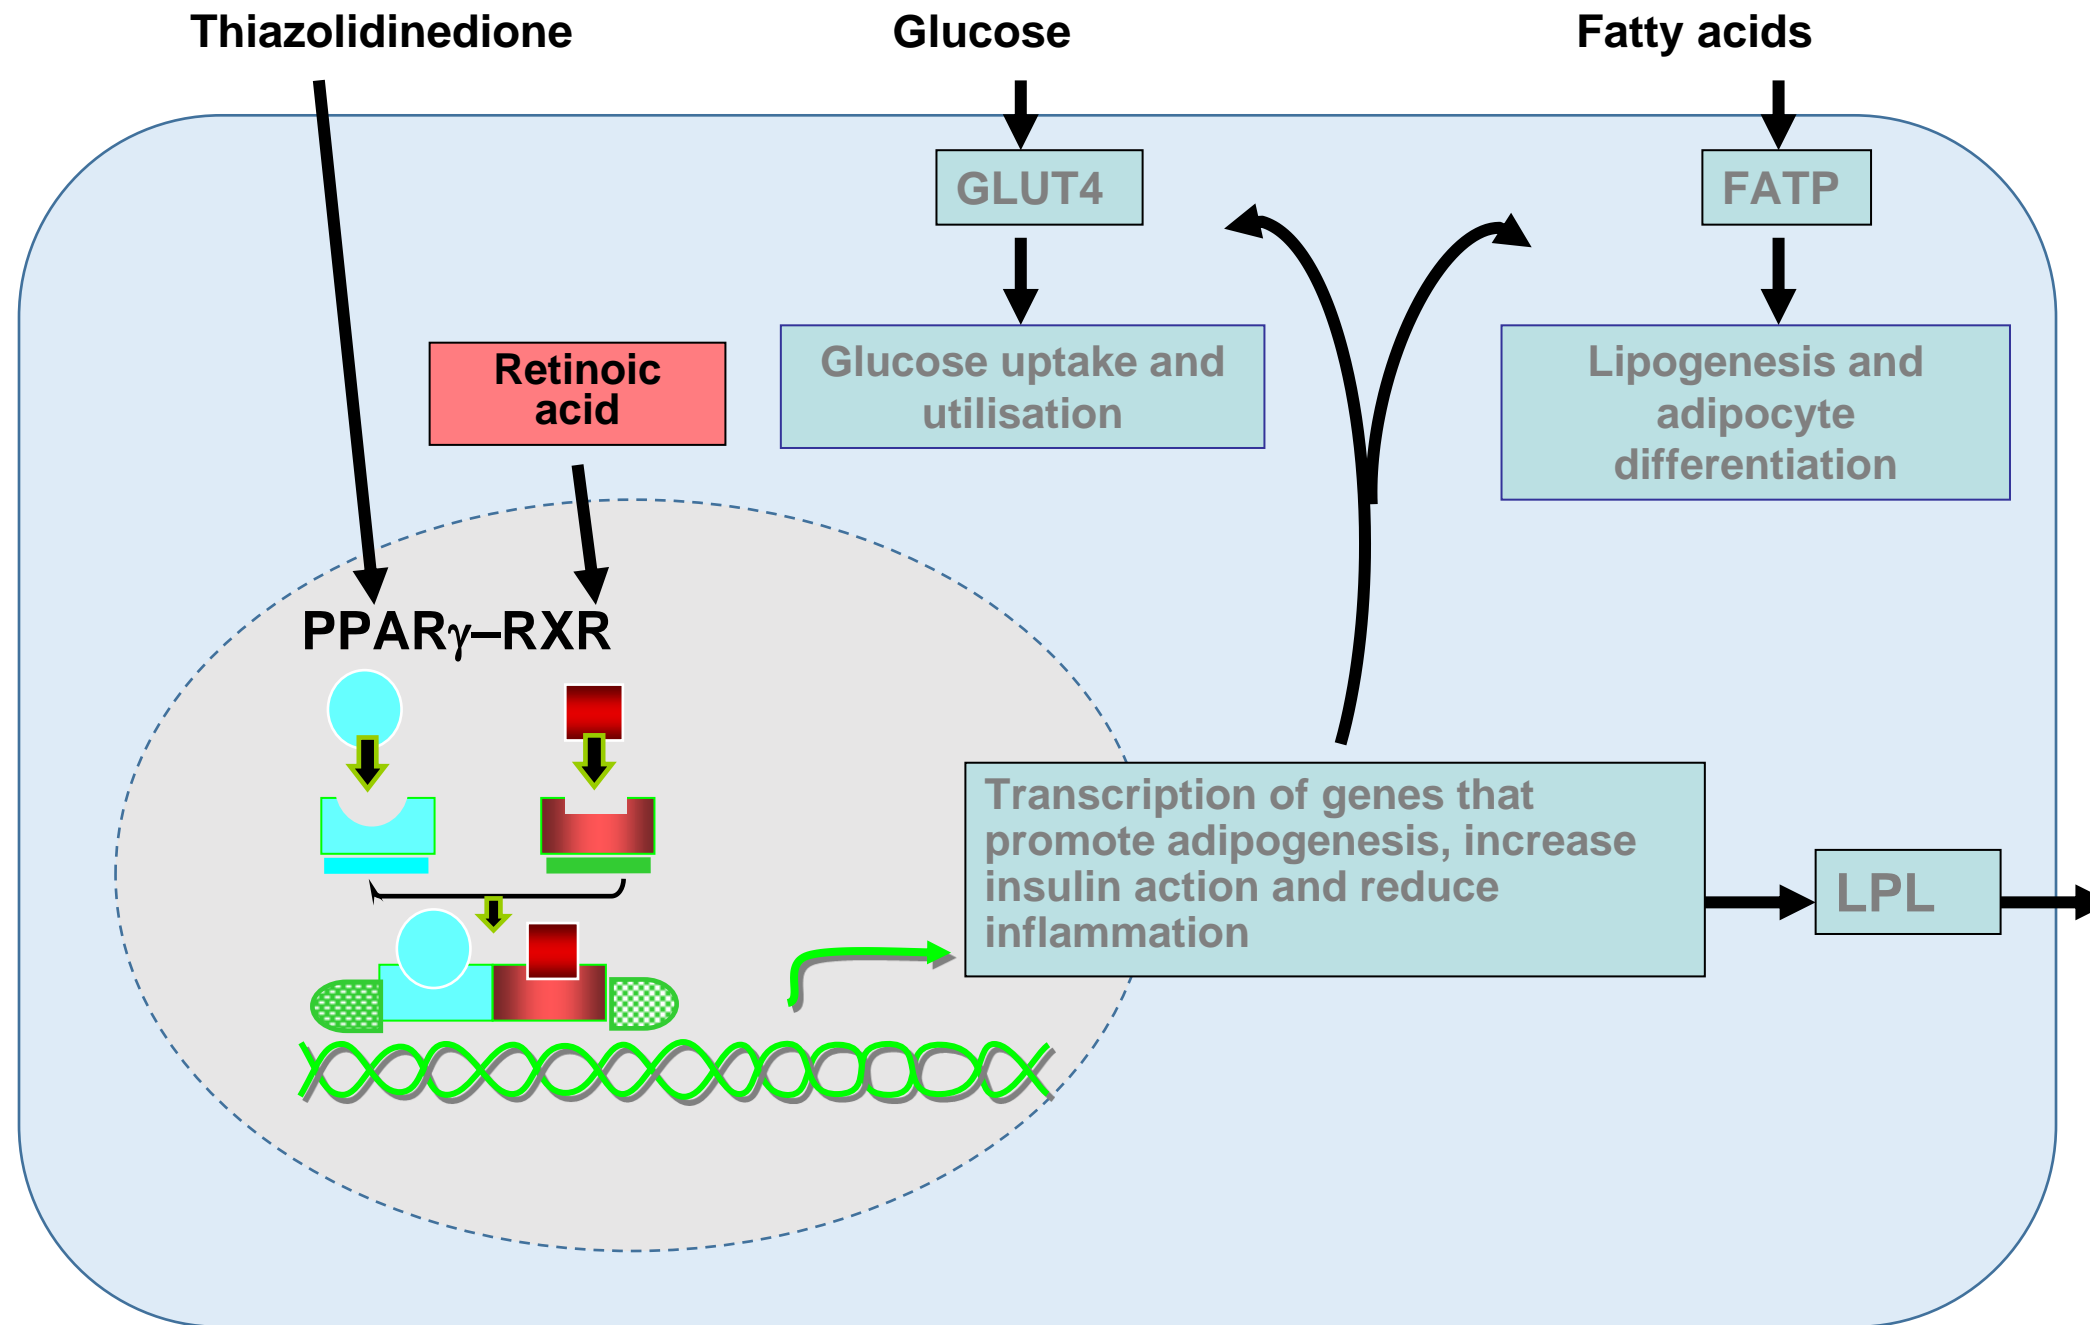 Thiazolidinedione
Glucose
Fatty acids
GLUT4
FATP
Retinoic
acid
Glucose uptake and
utilisation
Lipogenesis and
adipocyte
differentiation
PPARγ–RXR
Transcription of genes that
promote adipogenesis, increase
insulin action and reduce
inflammation
LPL